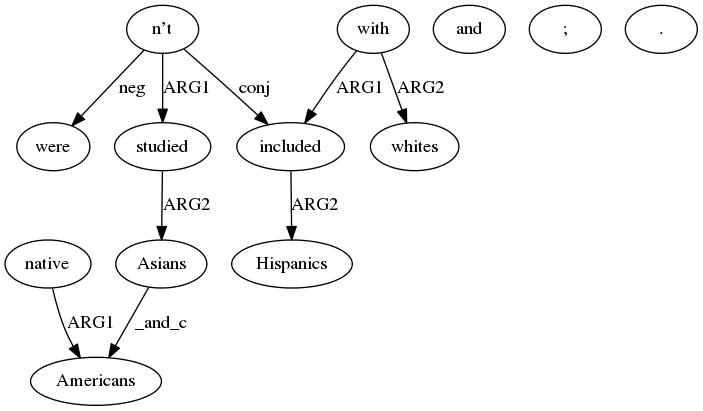 n't with and ; .
neg ARG1 conj ARG1 ARG2
were studied included whites
ARG2 ARG2
native Asians Hispanics
ARG1 _and_c
Americans